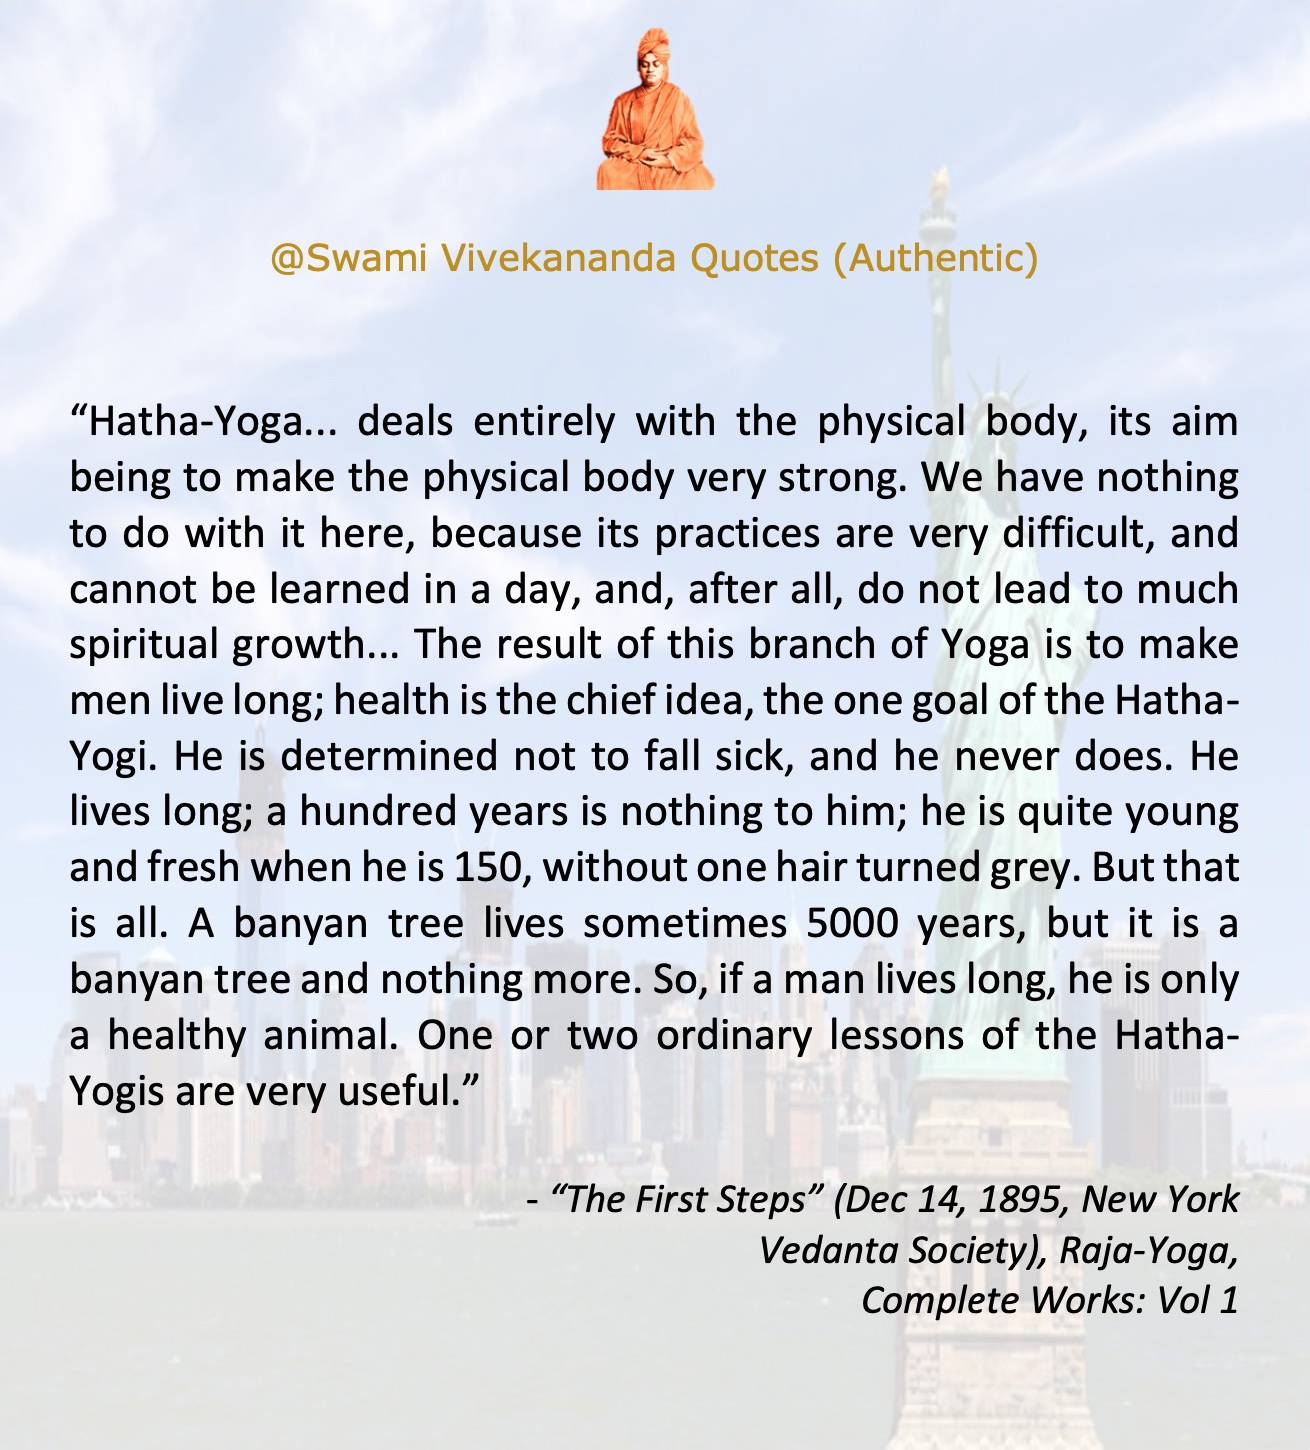 @Swami Vivekananda Quotes (Authentic)
“Hatha-Yoga... deals entirely with the physical body, its aim
being to make the physical body very strong. We have nothing
to do with it here, because its practices are very difficult, and
cannot be learned in a day, and, after all, do not lead to much
spiritual growth... The result of this branch of Yoga is to make
men live long; health is the chief idea, the one goal of the Hatha-
Yogi. He is determined not to fall sick, and he never does. He
lives long; a hundred years is nothing to him; he is quite young
and fresh when he is 150, without one hair turned grey. But that
is all. A banyan tree lives sometimes 5000 years, but it is a
banyan tree and nothing more. So, if a man lives long, he is only
a healthy animal. One or two ordinary lessons of the Hatha-
Yogis are very useful.”
- “The First Steps” (Dec 14, 1895, New York
Vedanta Society), Raja-Yoga,
Complete Works: Vol 1